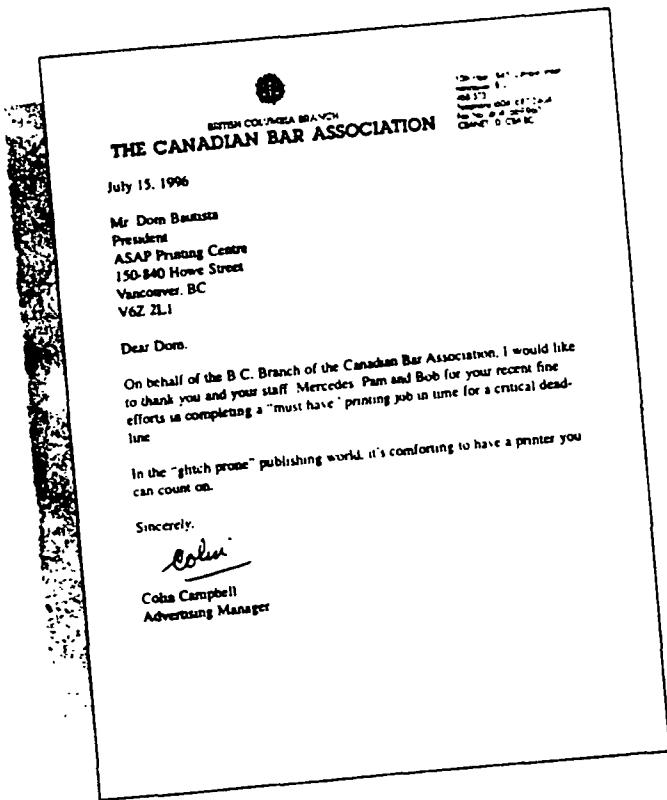 BRITISH COLUMBIA BRANCH
THE CANADIAN BAR ASSOCIATION
July 15, 1996
Mr Dom Bautista
President
ASAP Printing Centre
150-840 Howe Street
Vancouver, BC
V6Z 2L1
Dear Dom,
On behalf of the B C. Branch of the Canadian Bar Association, I would like
to thank you and your staff Mercedes Pam and Bob for your recent fine
efforts in completing a "must have" printing job in time for a critical dead-
line
In the "glitch prone" publishing world, it's comforting to have a printer you
can count on.
Sincerely,
Colin
Colin Campbell
Advertising Manager